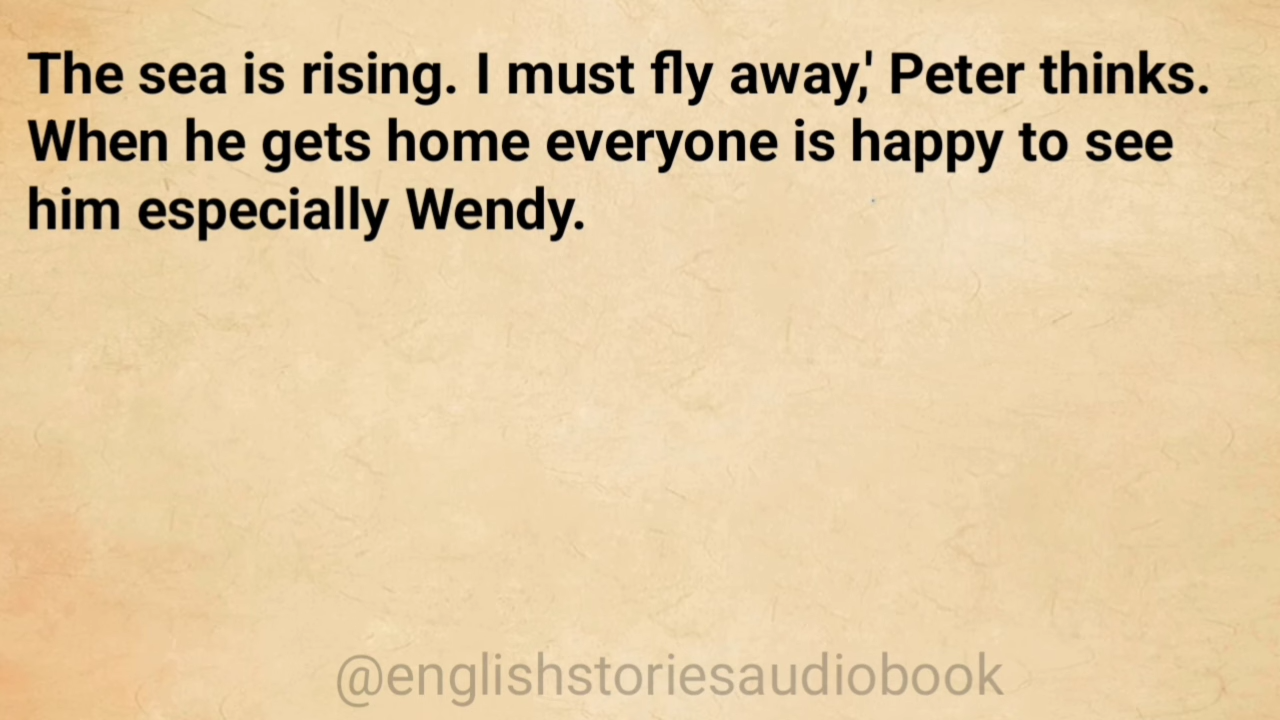 The sea is rising. I must fly away,' Peter thinks.
When he gets home everyone is happy to see
him especially Wendy.
@englishstoriesaudiobook